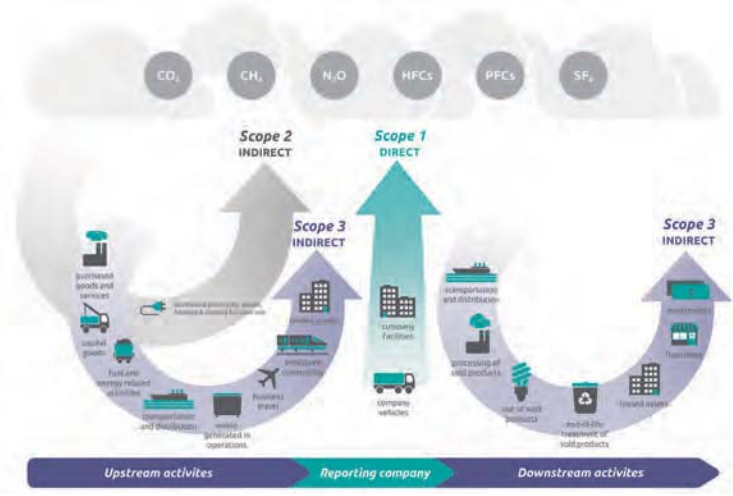 CO₂
CH₄
N₂O
HFCs
PFCs
SF₆
Scope 2
INDIRECT
Scope 1
DIRECT
Scope 3
INDIRECT
Scope 3
INDIRECT
purchased
goods and
services
capital
goods
fuel and
energy related
activities
transportation
and distribution
waste
generated in
operations
business
travel
employee
commuting
company
facilities
company
vehicles
transportation
and distribution
processing of
sold products
use of sold
products
end-of-life
treatment of
sold products
leased assets
franchises
investments
Upstream activites
Reporting company
Downstream activites